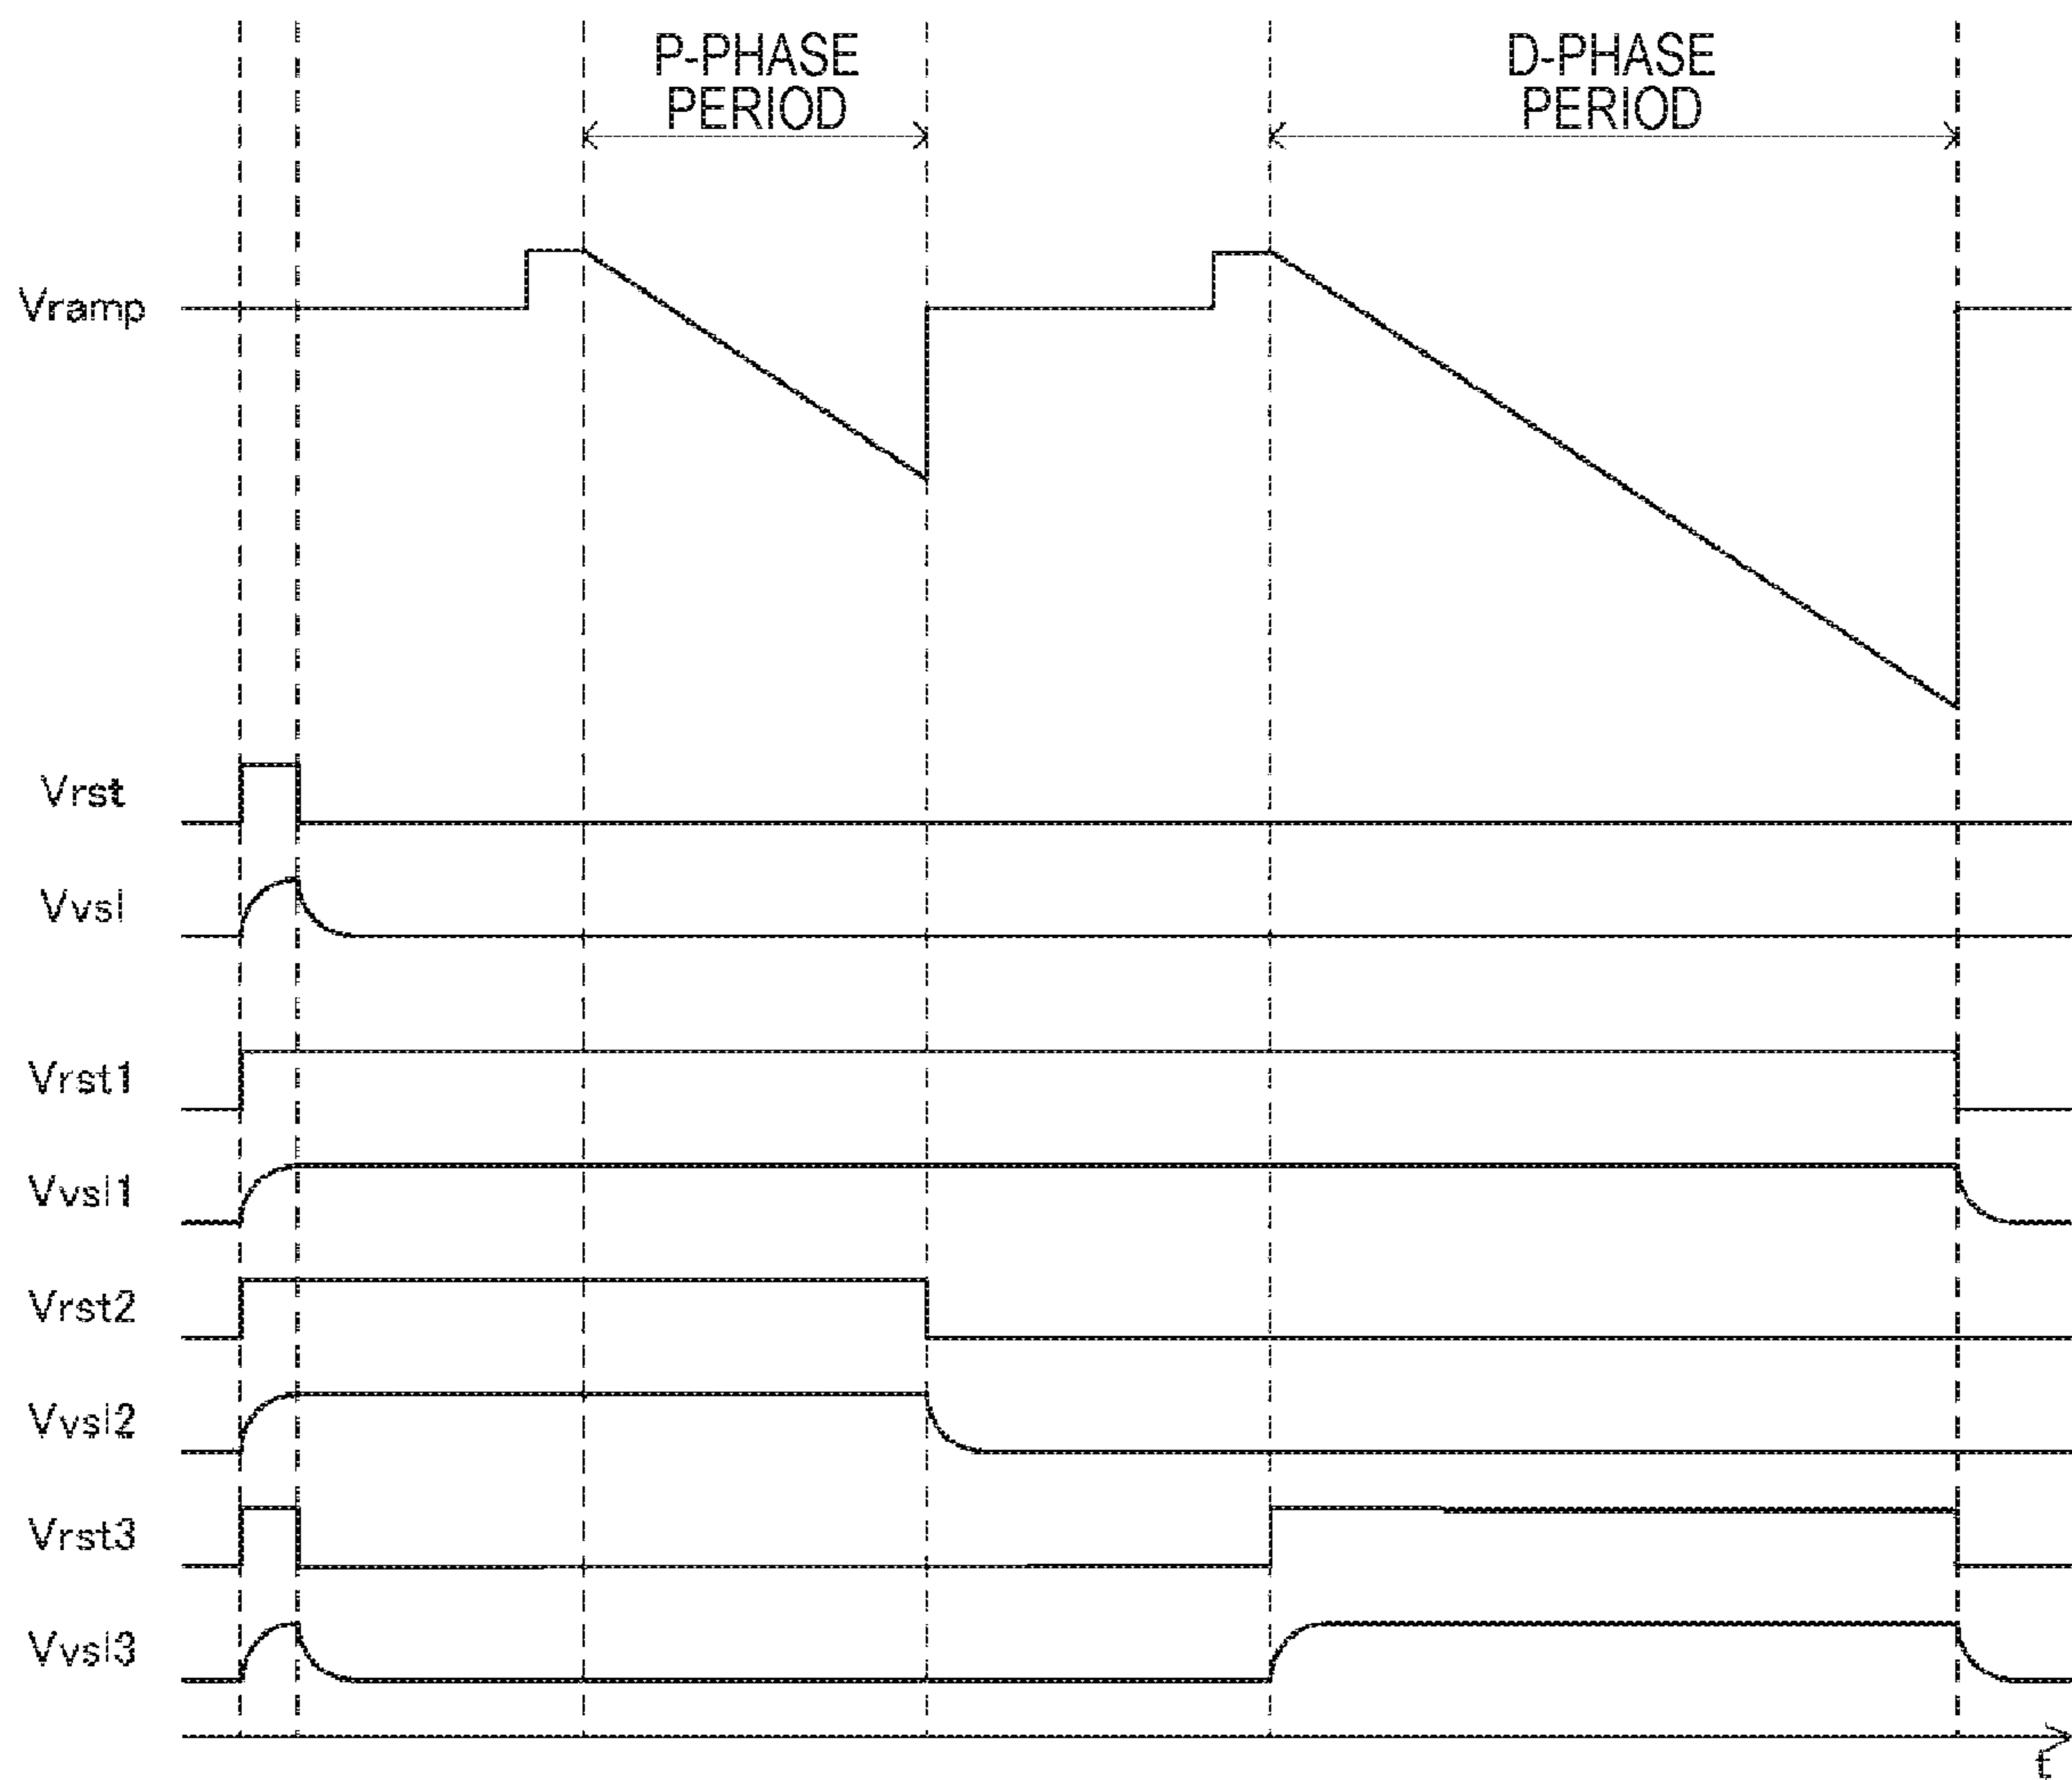 P-PHASE
PERIOD
D-PHASE
PERIOD
Vramp
Vrst
Vvsl
Vrst1
Vvsl1
Vrst2
Vvsl2
Vrst3
Vvsl3
t